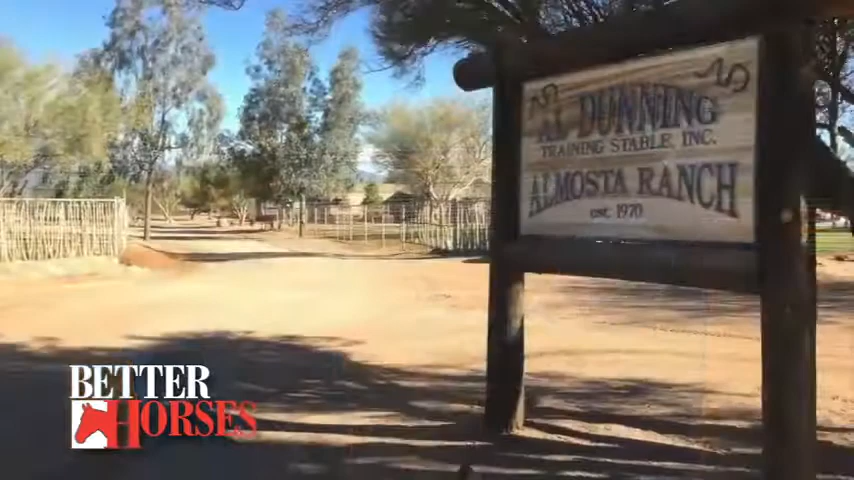 AL DUNNING
TRAINING STABLE INC.
ALMOSTA RANCH
EST. 1970
BETTER
HORSES